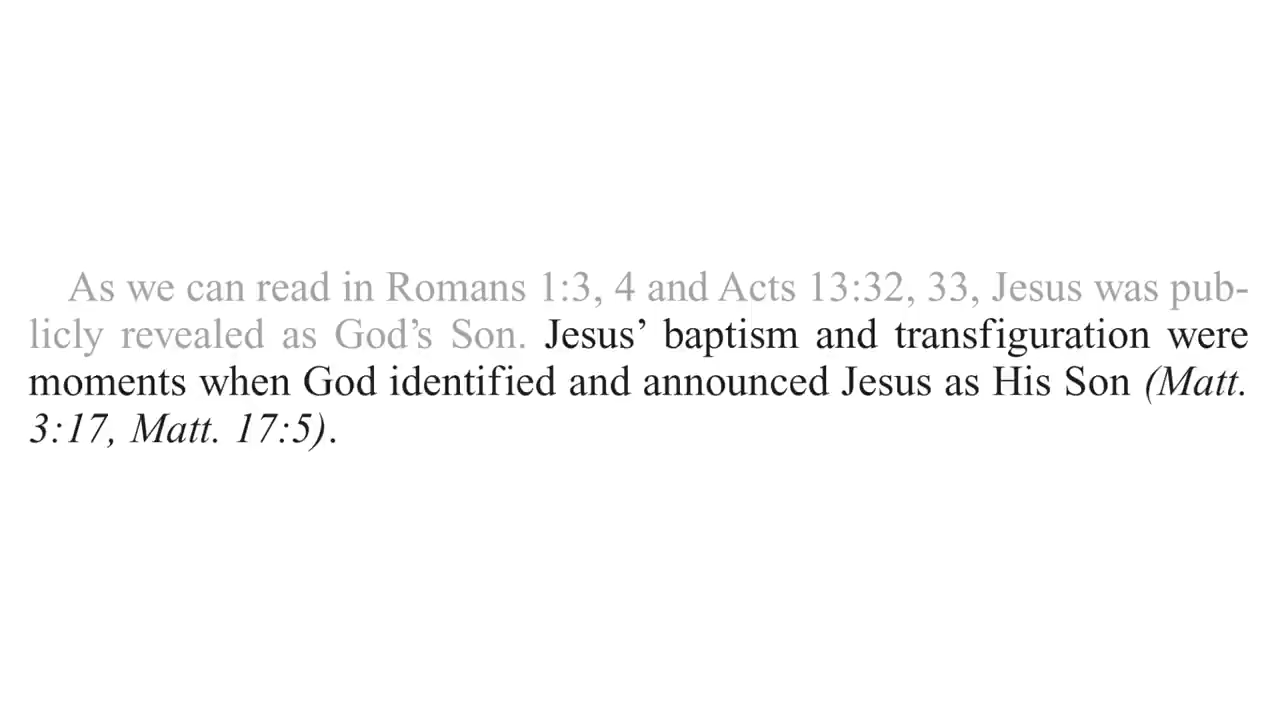 As we can read in Romans 1:3, 4 and Acts 13:32, 33, Jesus was pub-
licly revealed as God’s Son. Jesus’ baptism and transfiguration were
moments when God identified and announced Jesus as His Son (Matt.
3:17, Matt. 17:5).